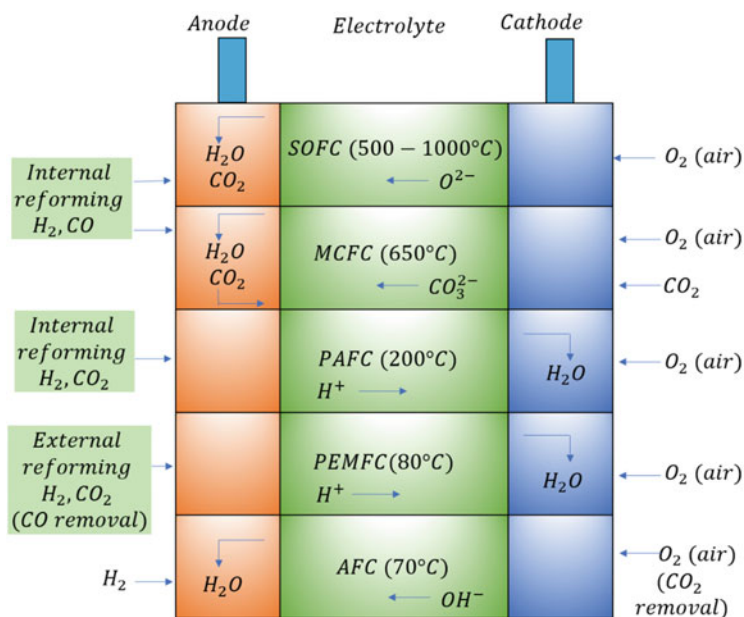 Anode
Electrolyte
Cathode
Internal
reforming
H₂, CO
H₂O
CO₂
SOFC (500 − 1000°C)
O²⁻
O₂ (air)
H₂O
CO₂
MCFC (650°C)
CO₃²⁻
O₂ (air)
CO₂
Internal
reforming
H₂, CO₂
PAFC (200°C)
H⁺
H₂O
O₂ (air)
External
reforming
H₂, CO₂
(CO removal)
PEMFC(80°C)
H⁺
H₂O
O₂ (air)
H₂
H₂O
AFC (70°C)
OH⁻
O₂ (air)
(CO₂
removal)